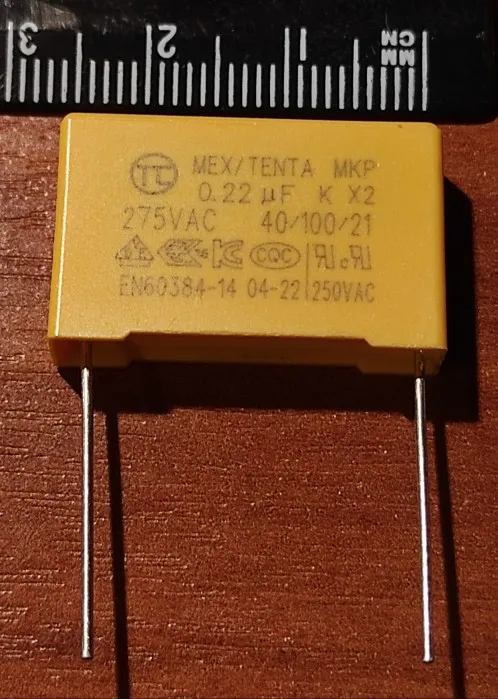 3 2 1 MM CM
TC MEX/TENTA MKP
0.22 µF K X2
275VAC 40/100/21
CQC
EN60384-14 04-22 250VAC